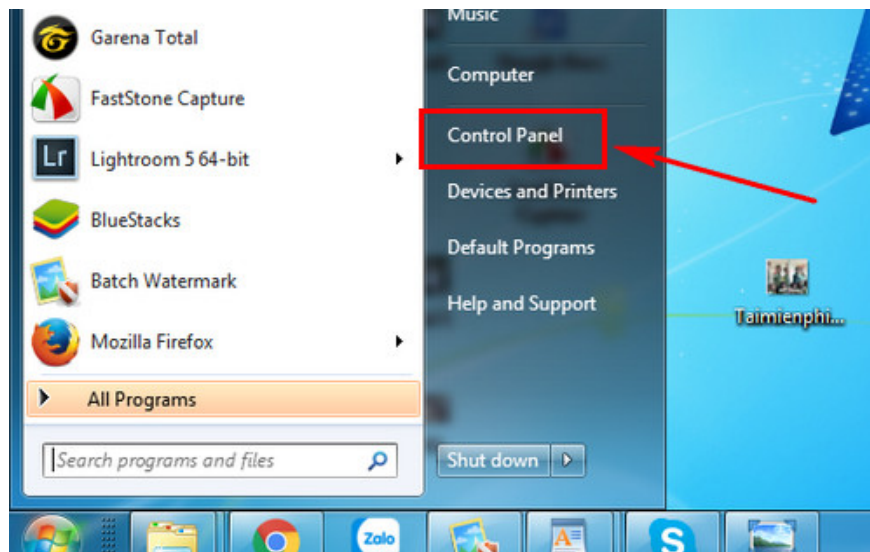 Garena Total
FastStone Capture
Lr
Lightroom 5 64-bit
BlueStacks
Batch Watermark
Mozilla Firefox
All Programs
Search programs and files
Music
Computer
Control Panel
Devices and Printers
Default Programs
Help and Support
Shut down
Taimienphi...
Zalo
A
S